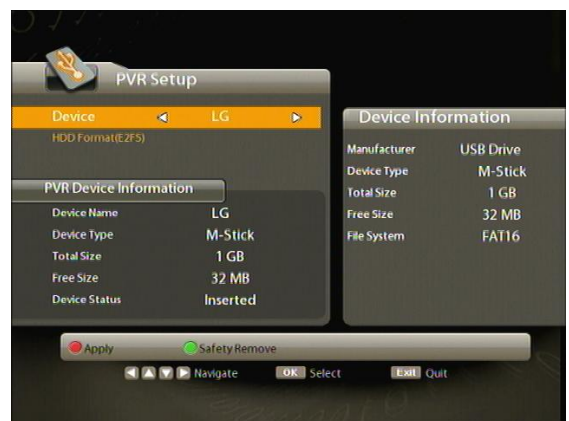 PVR Setup
Device LG
HDD Format(E2FS)
PVR Device Information
Device Name LG
Device Type M-Stick
Total Size 1 GB
Free Size 32 MB
Device Status Inserted
Device Information
Manufacturer USB Drive
Device Type M-Stick
Total Size 1 GB
Free Size 32 MB
File System FAT16
Apply Safety Remove
Navigate OK Select Exit Quit